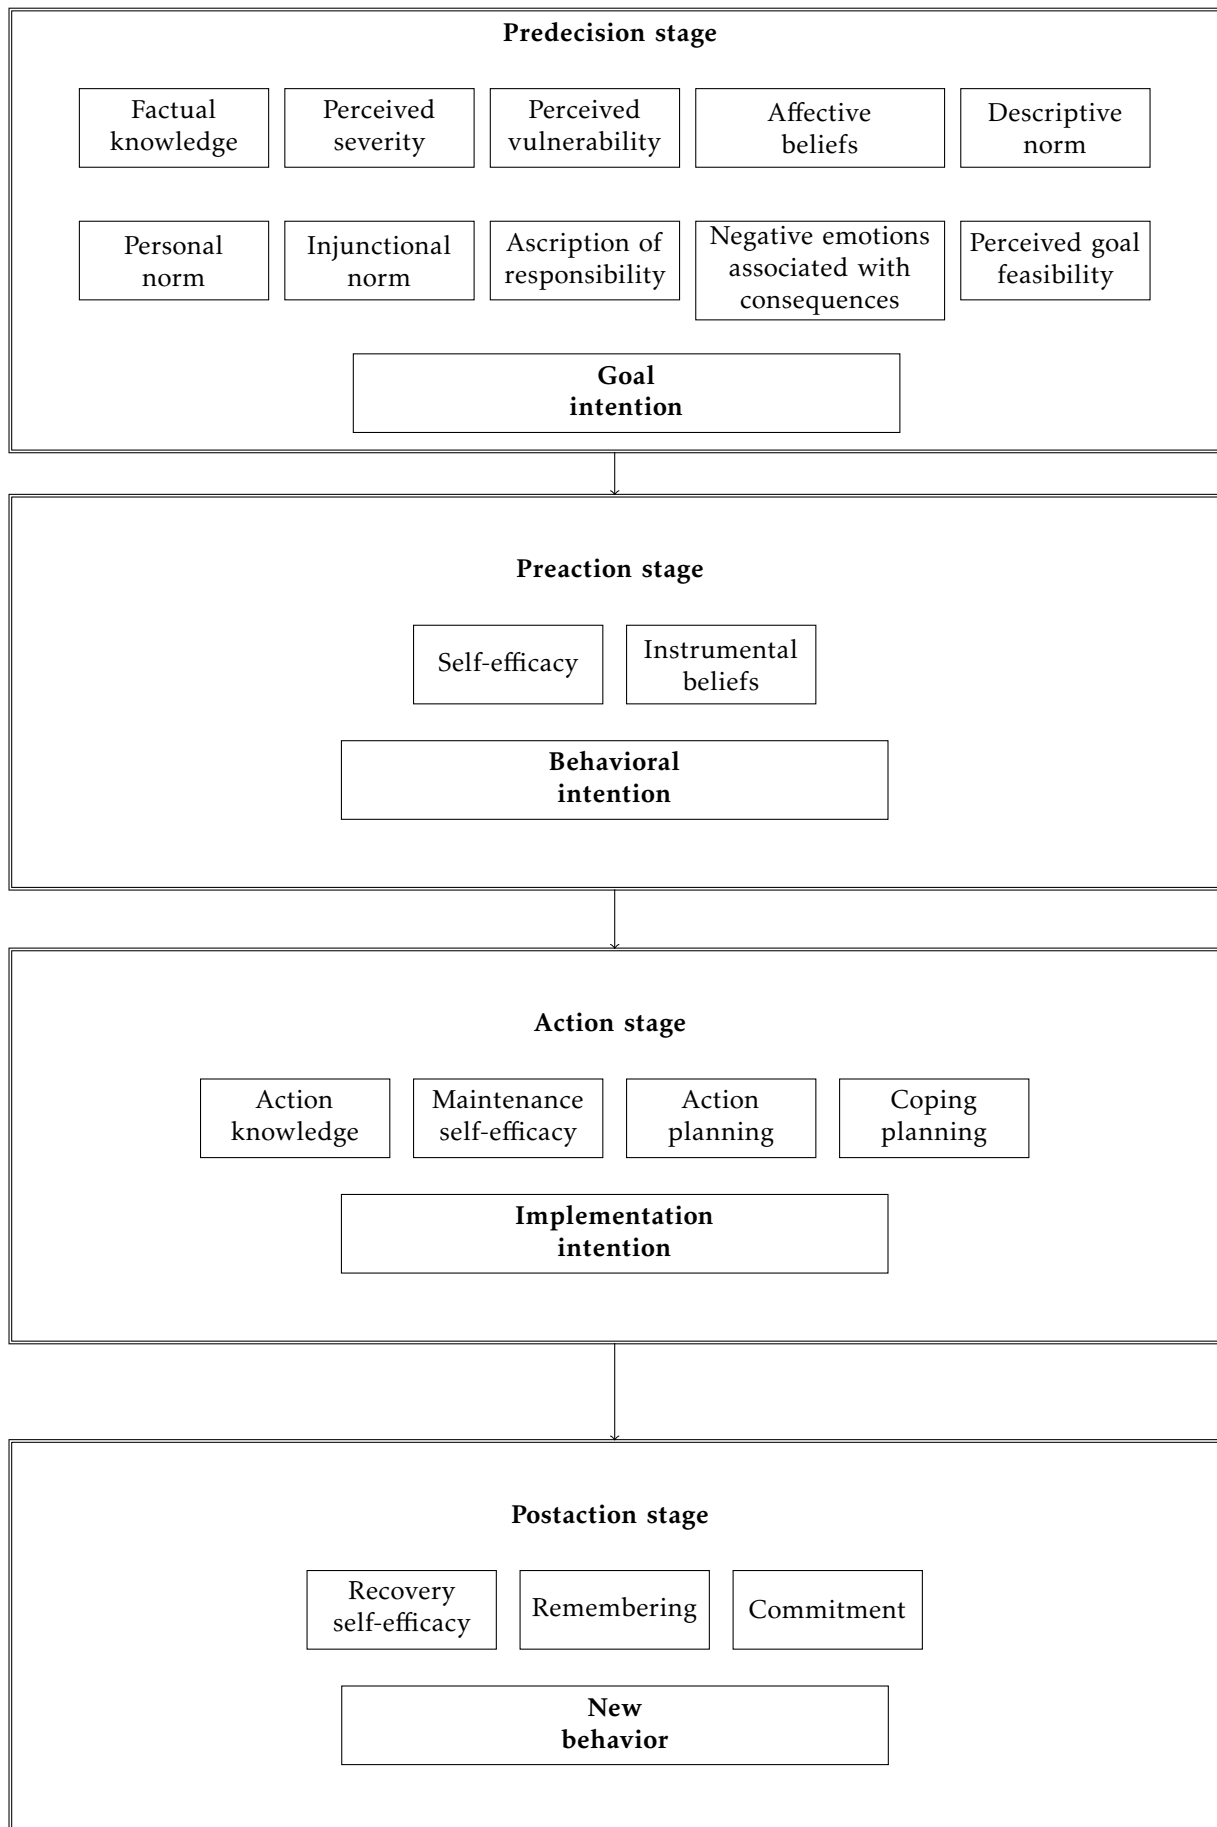 Predecision stage
Factual
knowledge
Perceived
severity
Perceived
vulnerability
Affective
beliefs
Descriptive
norm
Personal
norm
Injunctional
norm
Ascription of
responsibility
Negative emotions
associated with
consequences
Perceived goal
feasibility
Goal
intention
Preaction stage
Self-efficacy
Instrumental
beliefs
Behavioral
intention
Action stage
Action
knowledge
Maintenance
self-efficacy
Action
planning
Coping
planning
Implementation
intention
Postaction stage
Recovery
self-efficacy
Remembering
Commitment
New
behavior